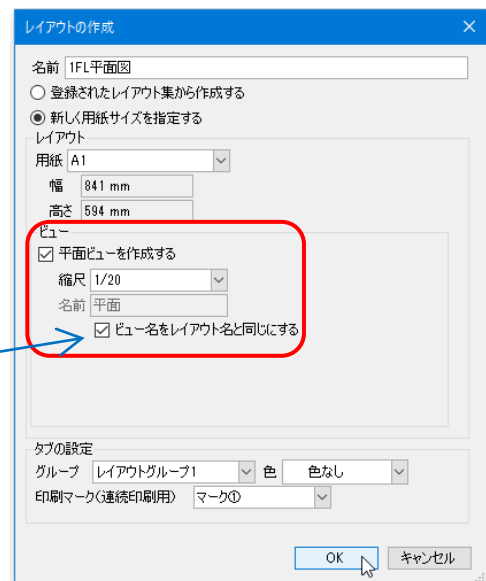 レイアウトの作成
名前 1FL平面図
登録されたレイアウト集から作成する
新しく用紙サイズを指定する
レイアウト
用紙 A1
幅 841 mm
高さ 594 mm
ビュー
平面ビューを作成する
縮尺 1/20
名前 平面
ビュー名をレイアウト名と同じにする
タブの設定
グループ レイアウトグループ1 色 色なし
印刷マーク(連続印刷用) マーク①
OK キャンセル